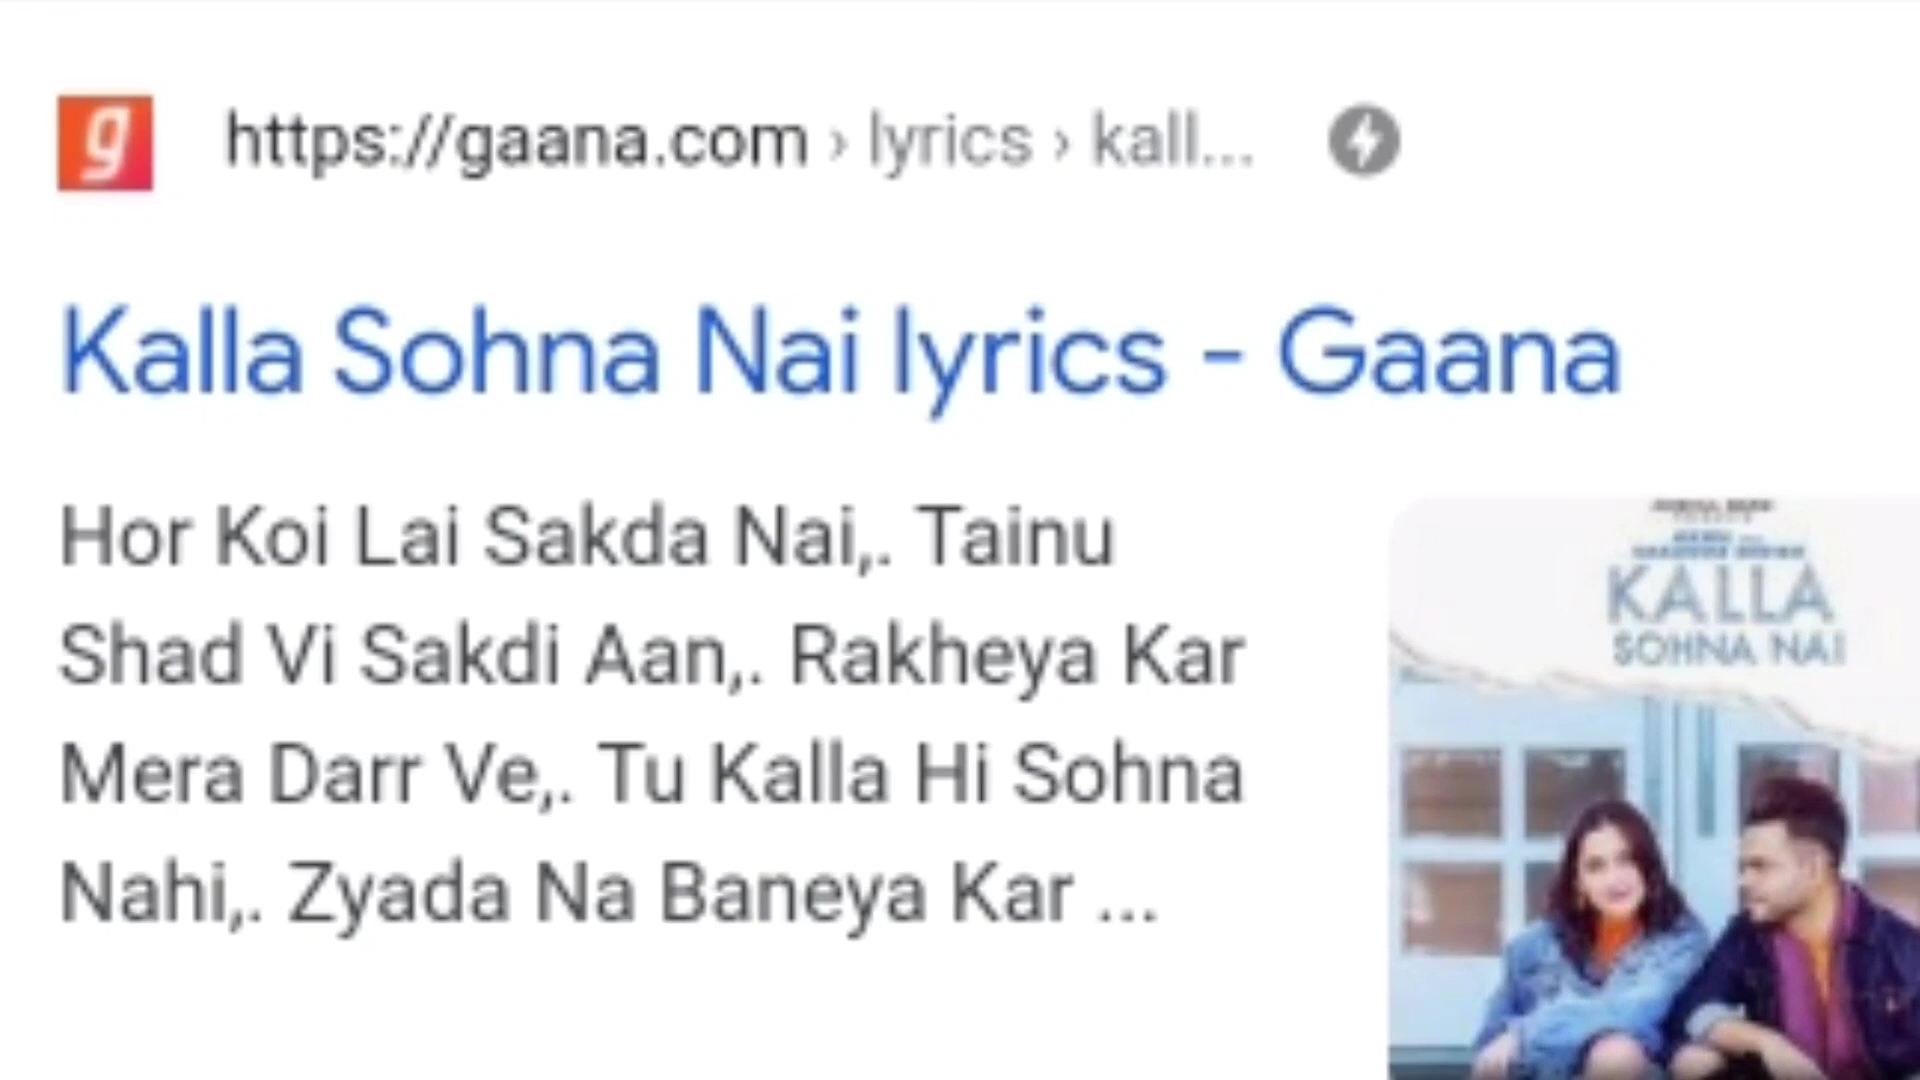 g https://gaana.com › lyrics › kall...
Kalla Sohna Nai lyrics - Gaana
Hor Koi Lai Sakda Nai,. Tainu
Shad Vi Sakdi Aan,. Rakheya Kar
Mera Darr Ve,. Tu Kalla Hi Sohna
Nahi,. Zyada Na Baneya Kar ...
KALLA
SOHNA NAI